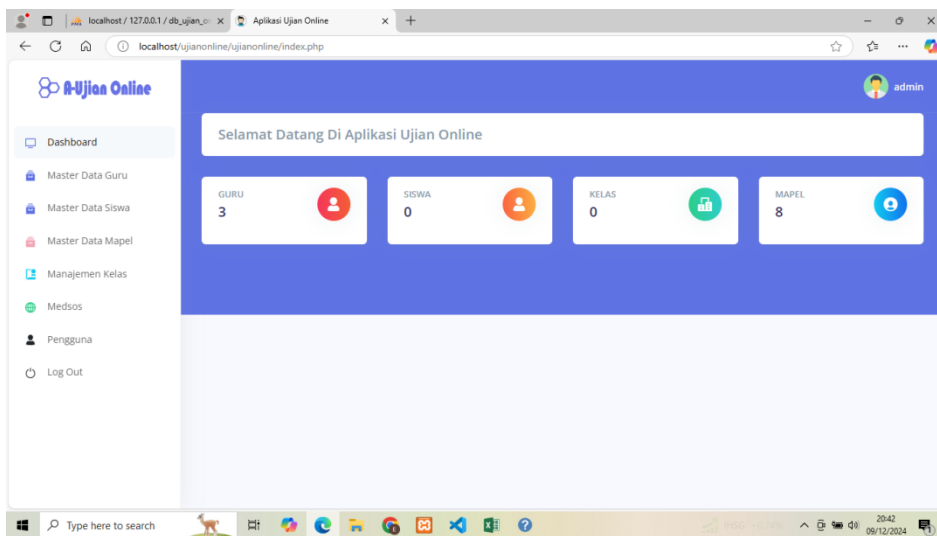 localhost / 127.0.0.1 / db_ujian_o
Aplikasi Ujian Online
localhost/ujianonline/ujianonline/index.php
A-Ujian Online
admin
Selamat Datang Di Aplikasi Ujian Online
Dashboard
Master Data Guru
Master Data Siswa
Master Data Mapel
Manajemen Kelas
Medsos
Pengguna
Log Out
GURU
3
SISWA
0
KELAS
0
MAPEL
8
Type here to search
IHSG
20:42
09/12/2024